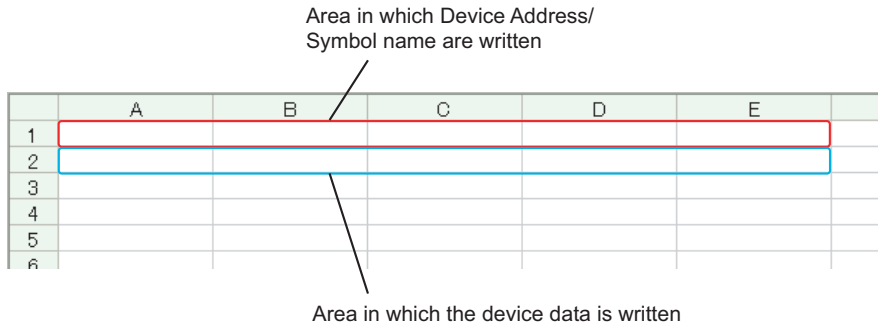 Area in which Device Address/
Symbol name are written
A B C D E
1
2
3
4
5
6
Area in which the device data is written